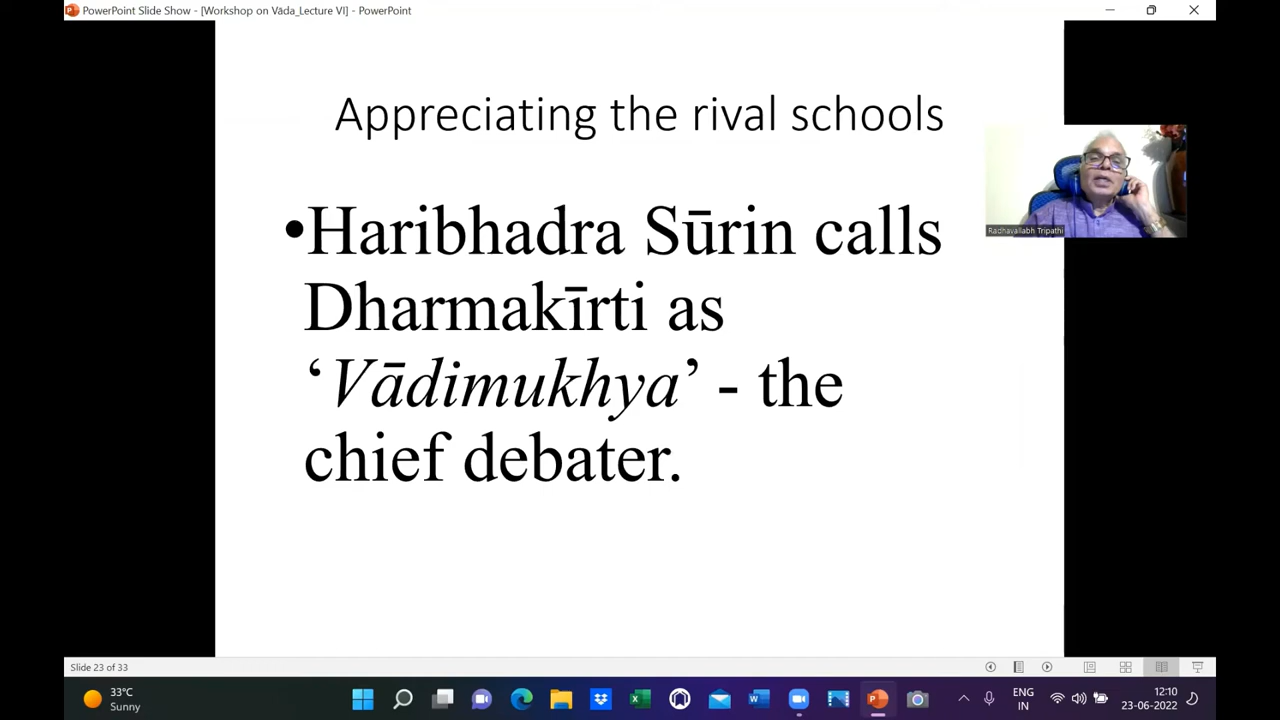 PowerPoint Slide Show - [Workshop on Vāda_Lecture VI] - PowerPoint
Appreciating the rival schools
•Haribhadra Sūrin calls
Dharmakīrti as
‘Vādimukhya’ - the
chief debater.
Radhavallabh Tripathi
Slide 23 of 33
33°C
Sunny
ENG
IN
12:10
23-06-2022